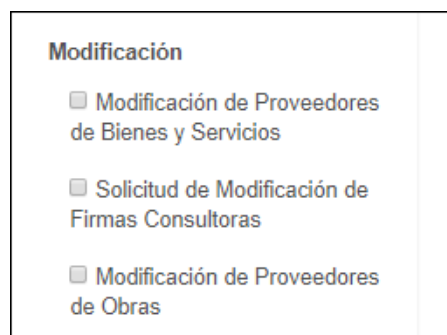 Modificación
Modificación de Proveedores
de Bienes y Servicios
Solicitud de Modificación de
Firmas Consultoras
Modificación de Proveedores
de Obras